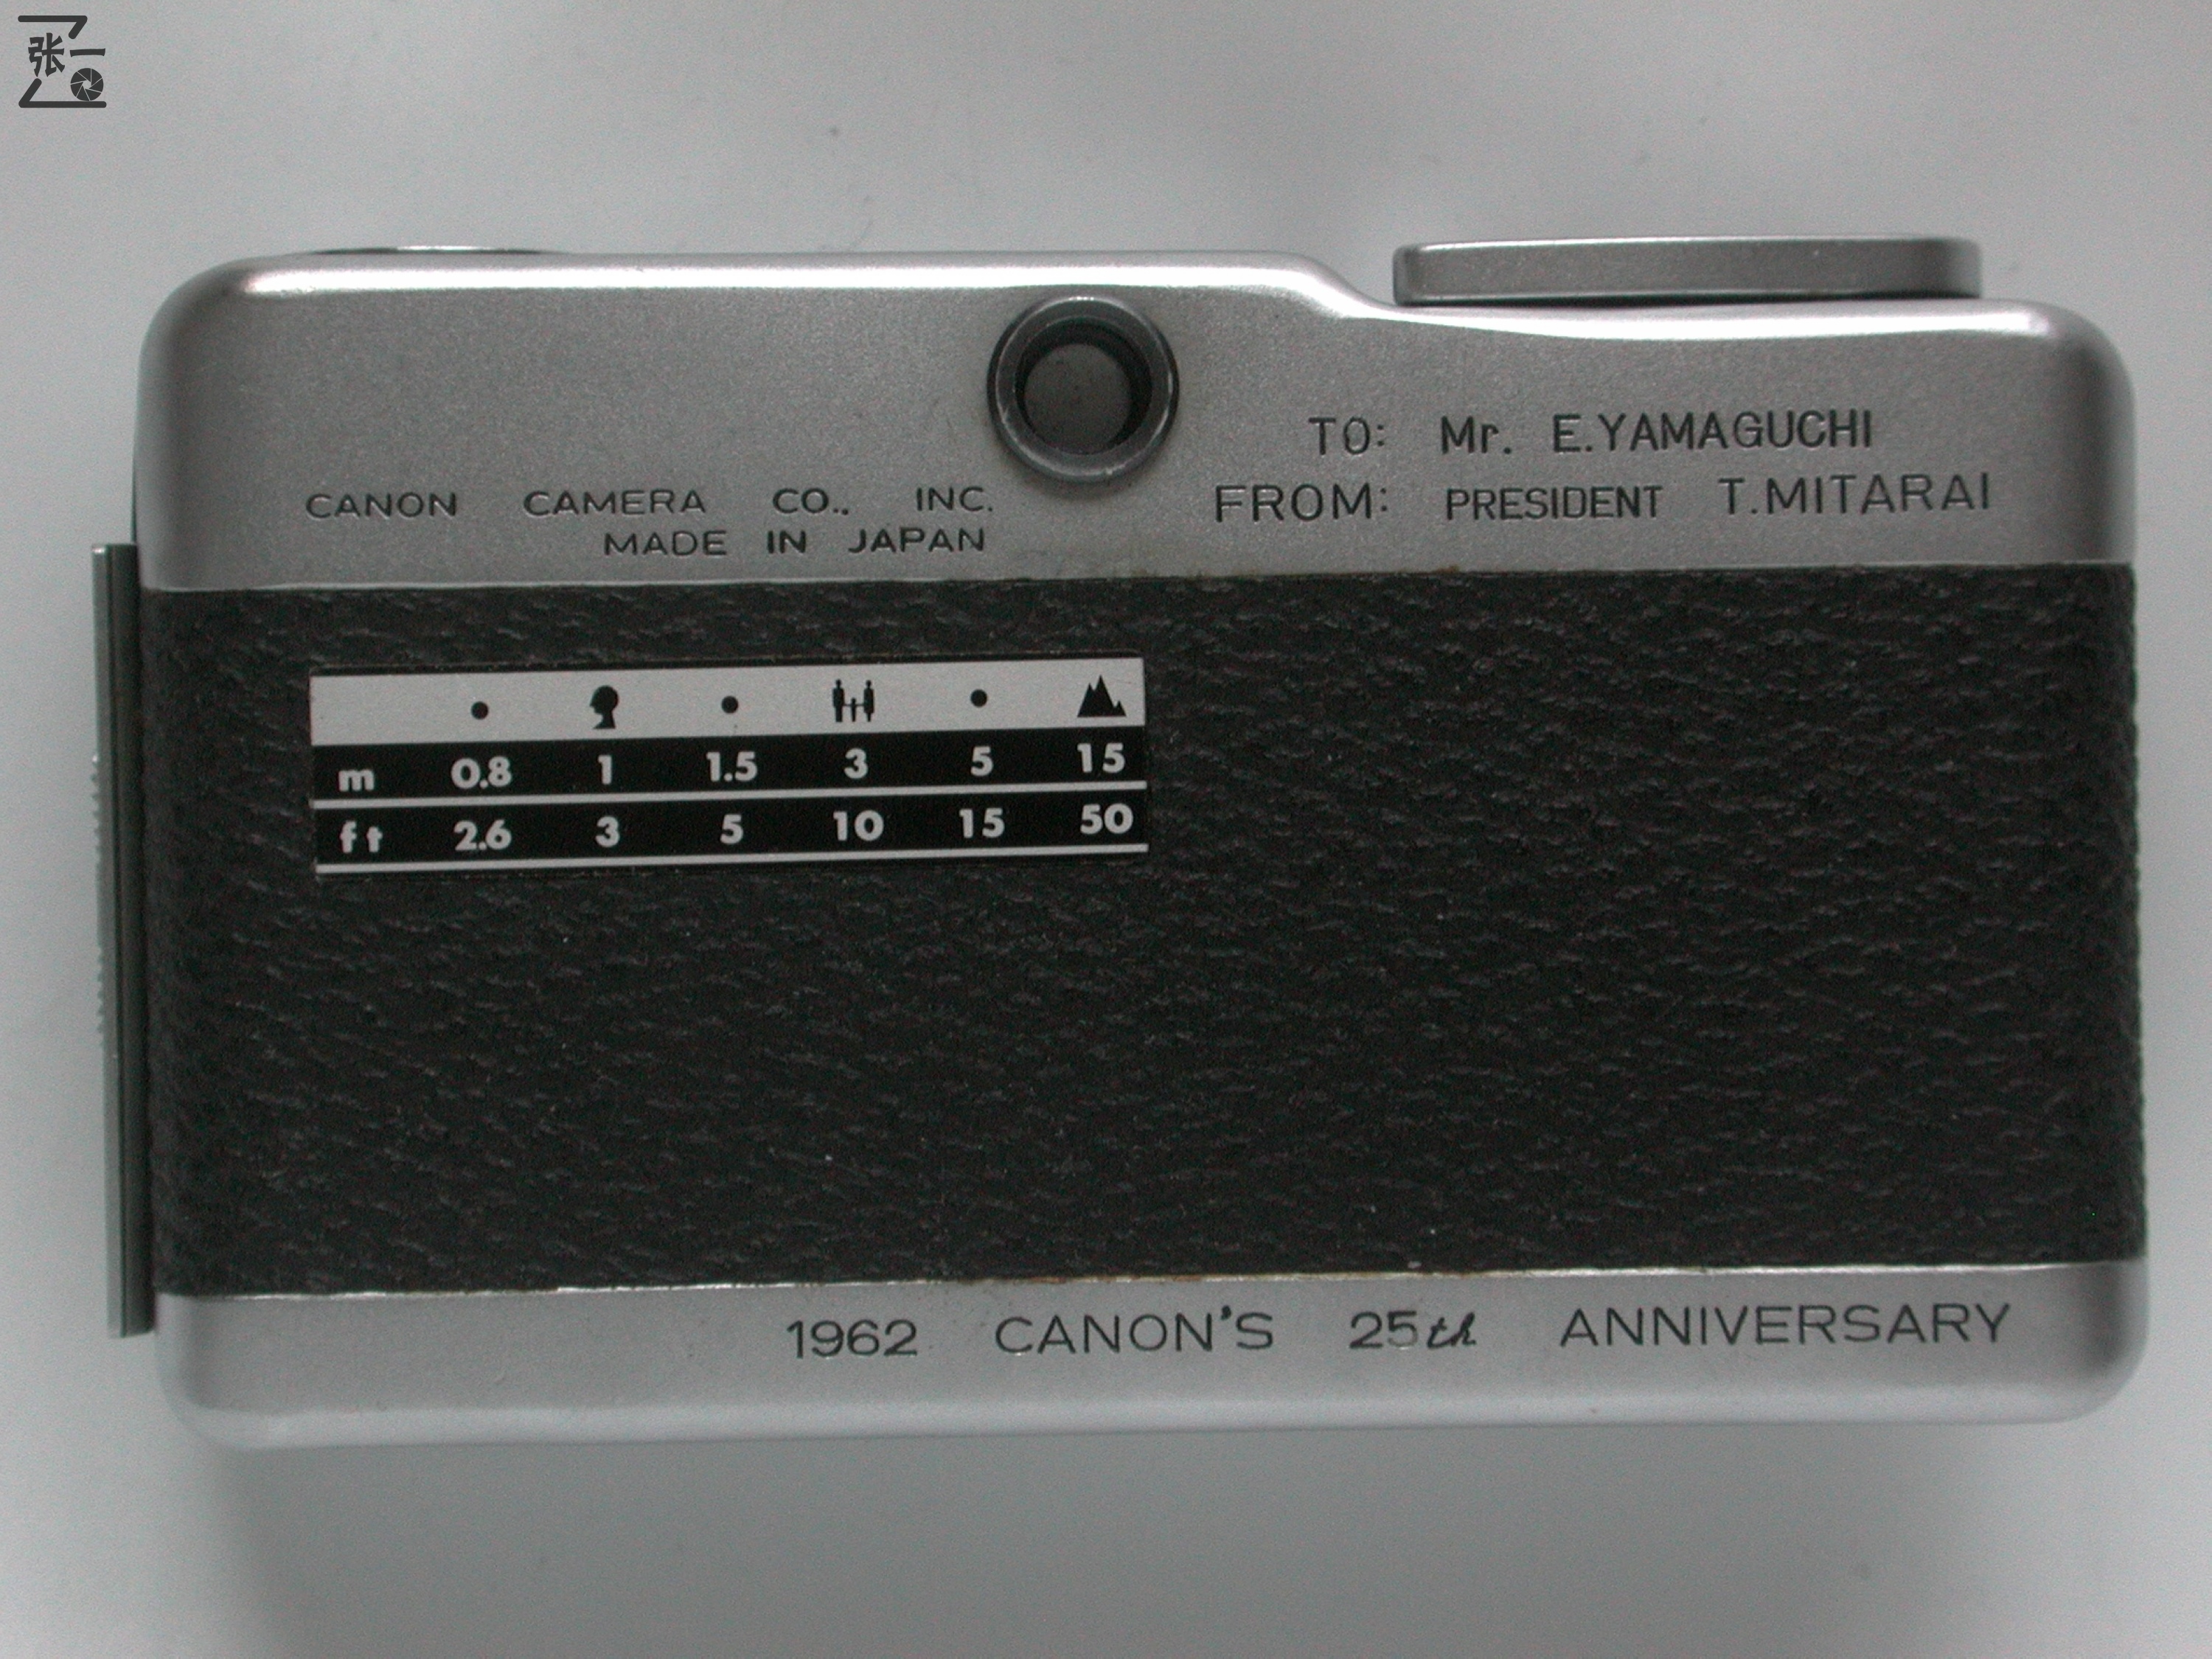 张一
TO: Mr. E.YAMAGUCHI
FROM: PRESIDENT T.MITARAI
CANON CAMERA CO., INC.
MADE IN JAPAN
m 0.8 1 1.5 3 5 15
ft 2.6 3 5 10 15 50
1962 CANON'S 25th ANNIVERSARY